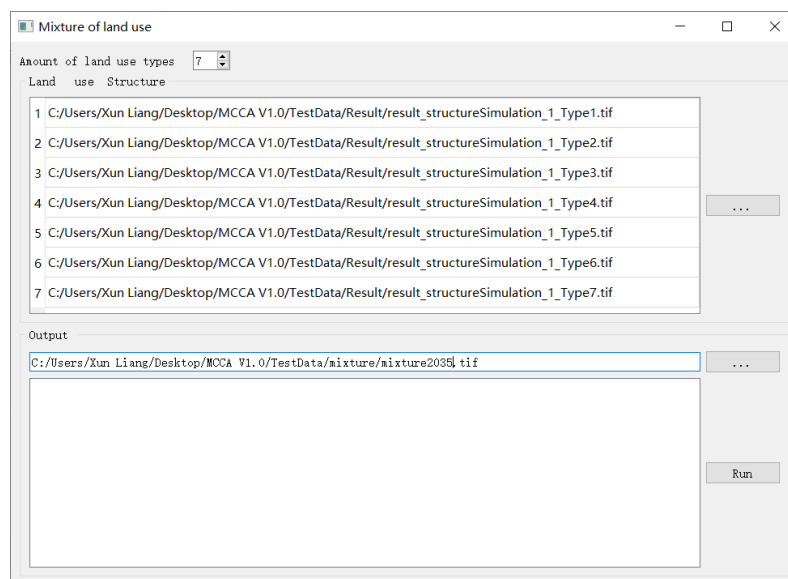 Mixture of land use
Amount of land use types 7
Land use Structure
1 C:/Users/Xun Liang/Desktop/MCCA V1.0/TestData/Result/result_structureSimulation_1_Type1.tif
2 C:/Users/Xun Liang/Desktop/MCCA V1.0/TestData/Result/result_structureSimulation_1_Type2.tif
3 C:/Users/Xun Liang/Desktop/MCCA V1.0/TestData/Result/result_structureSimulation_1_Type3.tif
4 C:/Users/Xun Liang/Desktop/MCCA V1.0/TestData/Result/result_structureSimulation_1_Type4.tif
...
5 C:/Users/Xun Liang/Desktop/MCCA V1.0/TestData/Result/result_structureSimulation_1_Type5.tif
6 C:/Users/Xun Liang/Desktop/MCCA V1.0/TestData/Result/result_structureSimulation_1_Type6.tif
7 C:/Users/Xun Liang/Desktop/MCCA V1.0/TestData/Result/result_structureSimulation_1_Type7.tif
Output
C:/Users/Xun Liang/Desktop/MCCA V1.0/TestData/mixture/mixture2035.tif ...
Run